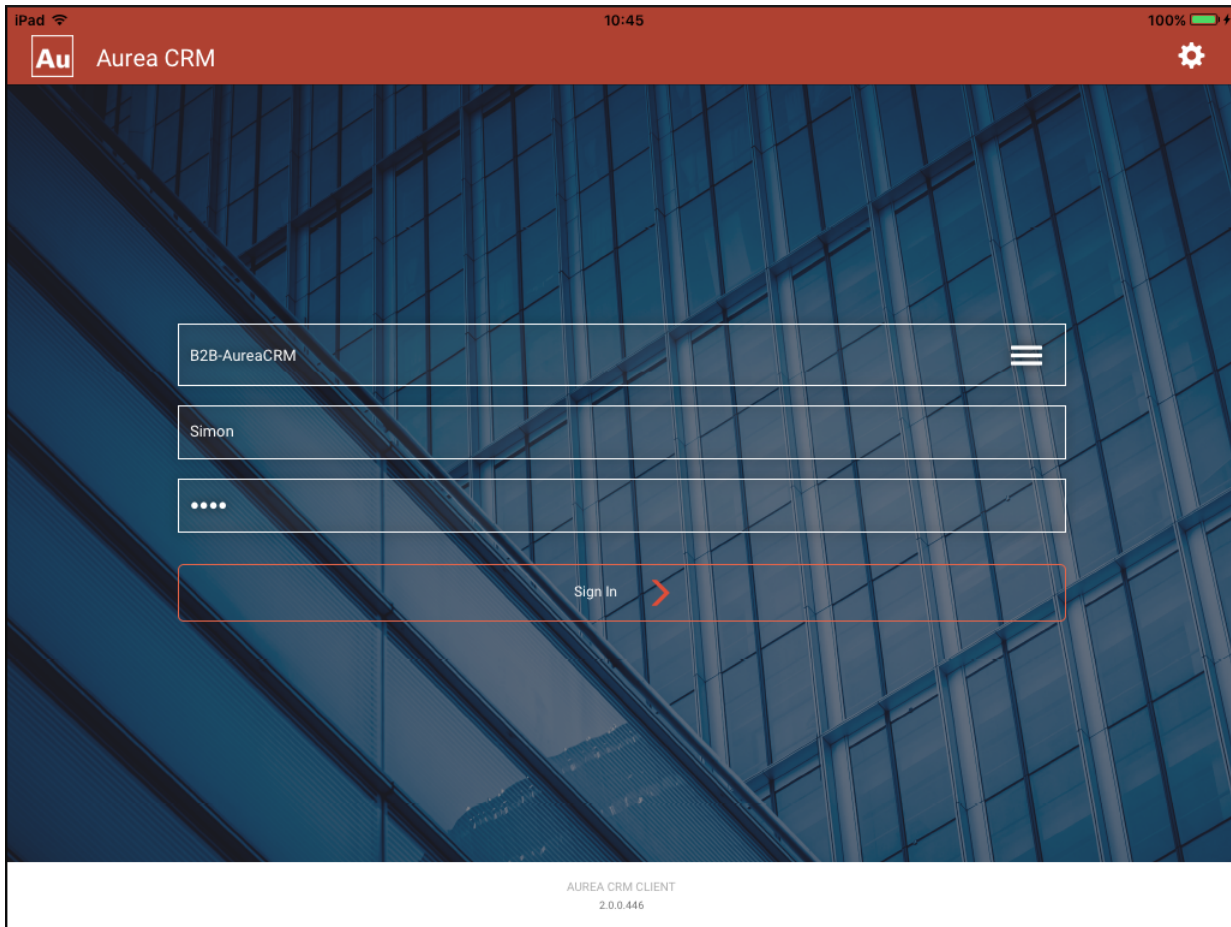 iPad 10:45 100%
Au Aurea CRM
B2B-AureaCRM
Simon
••••
Sign In
AUREA CRM CLIENT
2.0.0.446